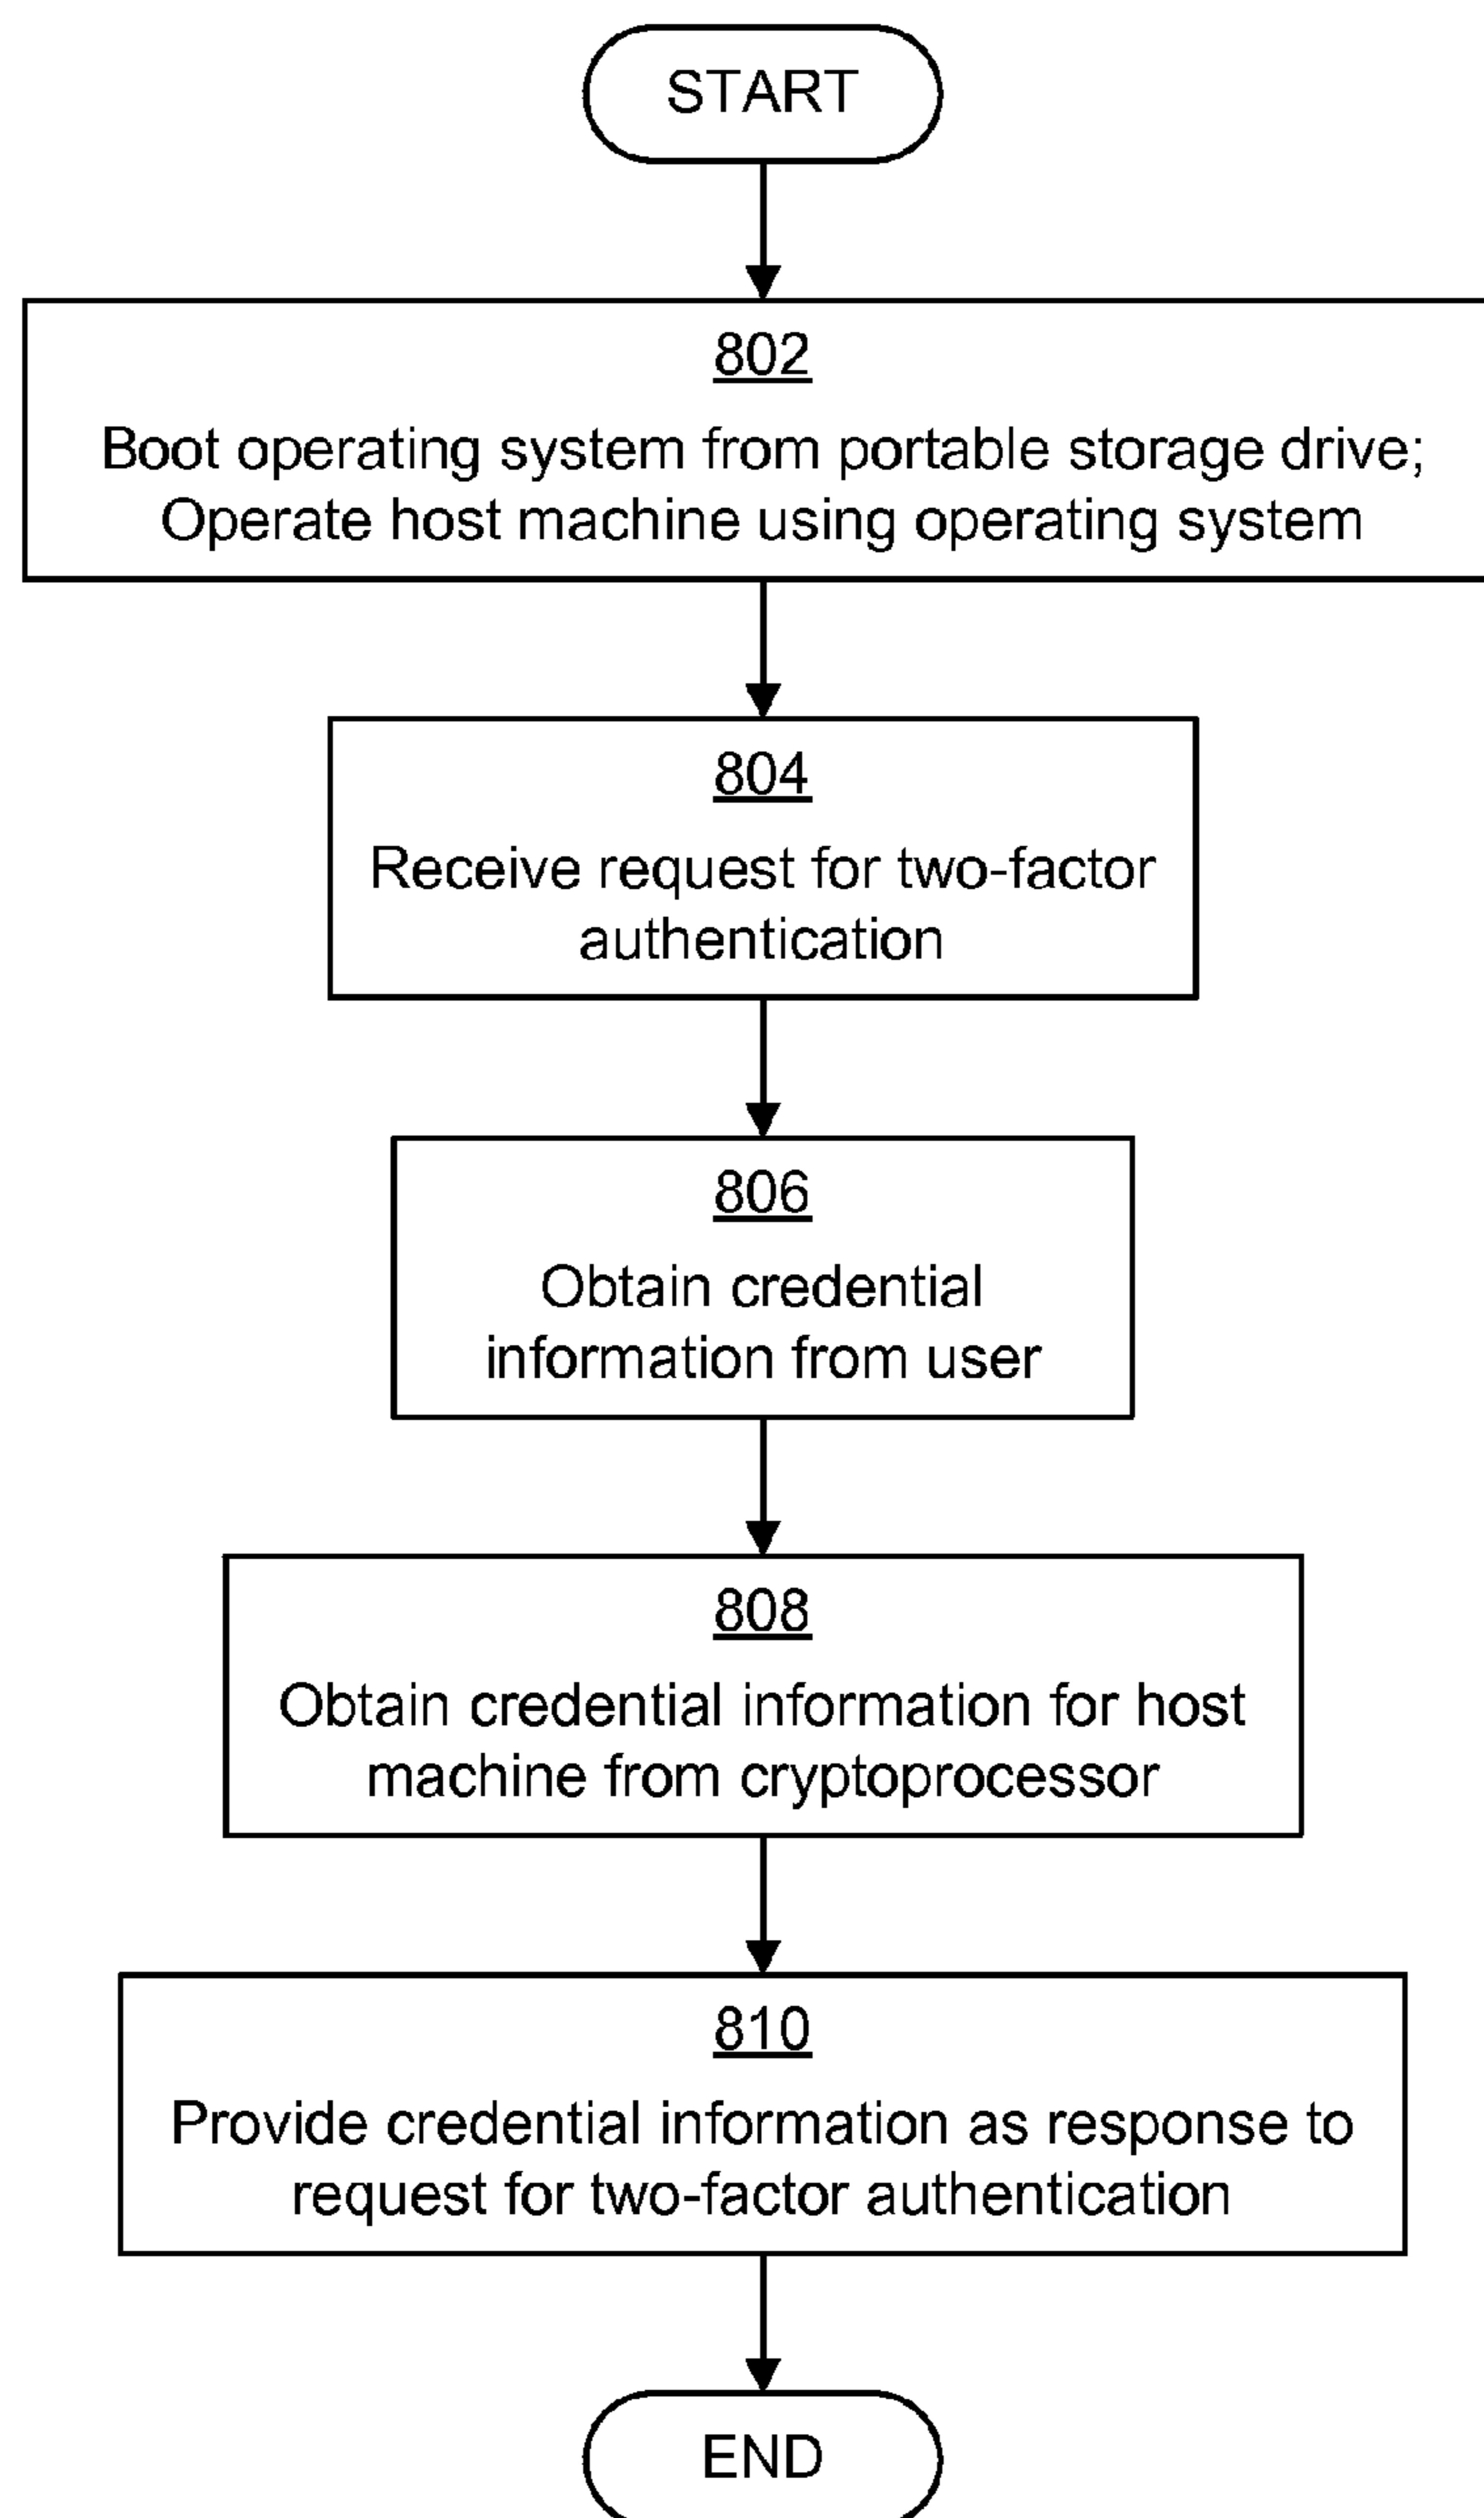 START
802
Boot operating system from portable storage drive;
Operate host machine using operating system
804
Receive request for two-factor
authentication
806
Obtain credential
information from user
808
Obtain credential information for host
machine from cryptoprocessor
810
Provide credential information as response to
request for two-factor authentication
END